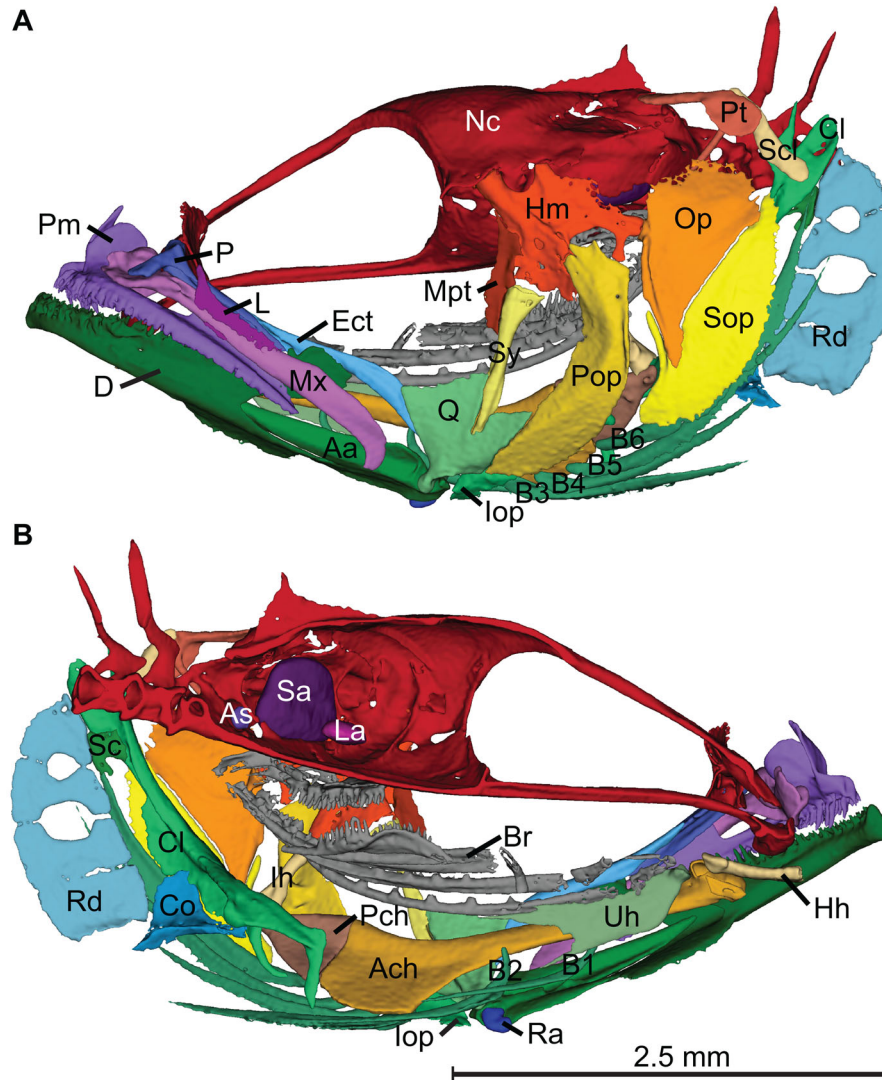 A
Nc
Pt
Cl
Scl
Hm
Op
Pm
P
Mpt
L
Ect
Sop
Rd
Sy
D
Mx
Pop
Q
Aa
B6
B5
B4
B3
Iop
B
Sa
As
La
Sc
Br
Cl
Ih
Rd
Co
Pch
Uh
Hh
Ach
B2
B1
Iop
Ra
2.5 mm